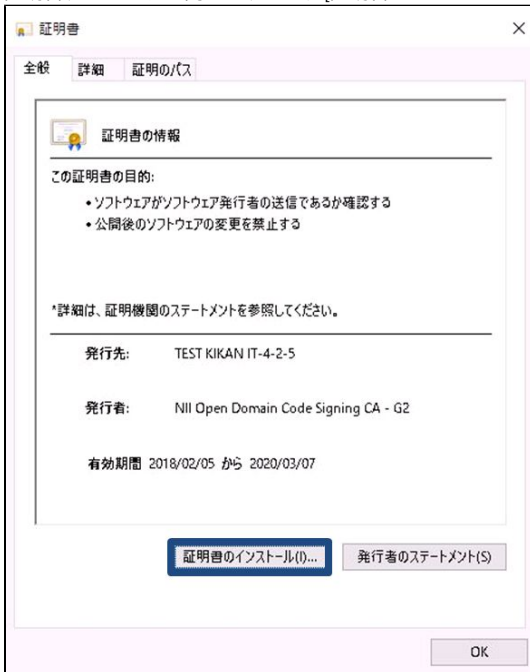 証明書
全般 詳細 証明のパス
証明書の情報
この証明書の目的:
•ソフトウェアがソフトウェア発行者の送信であるか確認する
•公開後のソフトウェアの変更を禁止する
*詳細は、証明機関のステートメントを参照してください。
発行先: TEST KIKAN IT-4-2-5
発行者: NII Open Domain Code Signing CA - G2
有効期間 2018/02/05 から 2020/03/07
証明書のインストール(I)... 発行者のステートメント(S)
OK